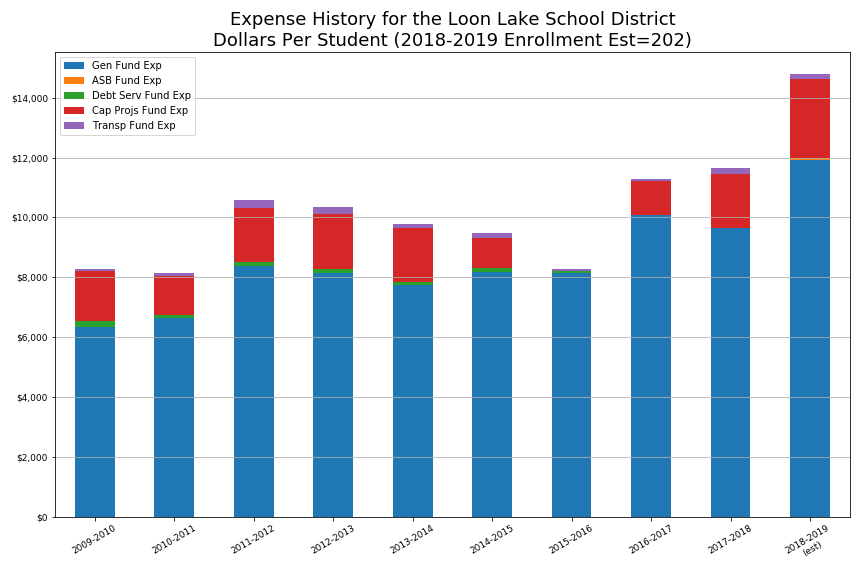 Expense History for the Loon Lake School District
Dollars Per Student (2018-2019 Enrollment Est=202)
Gen Fund Exp
ASB Fund Exp
Debt Serv Fund Exp
Cap Projs Fund Exp
Transp Fund Exp
$14,000
$12,000
$10,000
$8,000
$6,000
$4,000
$2,000
$0
2009-2010
2010-2011
2011-2012
2012-2013
2013-2014
2014-2015
2015-2016
2016-2017
2017-2018
2018-2019
(est)